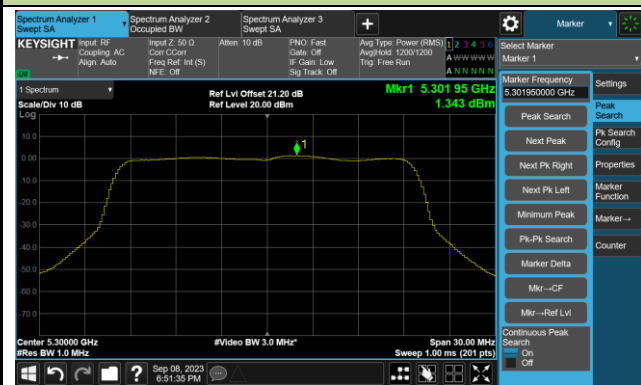 Spectrum Analyzer 1
Swept SA
Spectrum Analyzer 2
Occupied BW
Spectrum Analyzer 3
Swept SA
+
Marker
KEYSIGHT
Input: RF
Coupling: AC
Align: Auto
Input Z: 50 Ω
Corr CCorr
Freq Ref: Int (S)
NFE: Off
Atten: 10 dB
PNO: Fast
Gate: Off
IF Gain: Low
Sig Track: Off
Avg Type: Power (RMS)
Avg|Hold: 1200/1200
Trig: Free Run
1 2 3 4 5 6
A W W W W W
A N N N N N
LXI
Select Marker
Marker 1
1 Spectrum
Scale/Div 10 dB
Log
Ref Lvl Offset 21.20 dB
Ref Level 20.00 dBm
Mkr1 5.301 95 GHz
1.343 dBm
1
10.0
0.00
-10.0
-20.0
-30.0
-40.0
-50.0
-60.0
-70.0
Center 5.30000 GHz
#Res BW 1.0 MHz
#Video BW 3.0 MHz*
Span 30.00 MHz
Sweep 1.00 ms (201 pts)
Marker Frequency
5.301950000 GHz
Peak Search
Next Peak
Next Pk Right
Next Pk Left
Minimum Peak
Pk-Pk Search
Marker Delta
Mkr→CF
Mkr→Ref Lvl
Continuous Peak
Search
On
Off
Settings
Peak
Search
Pk Search
Config
Properties
Marker
Function
Marker→
Counter
?
Sep 08, 2023
6:51:35 PM